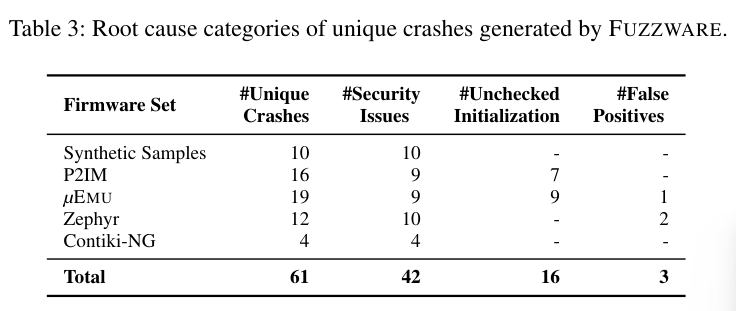 Table 3: Root cause categories of unique crashes generated by FUZZWARE.
Firmware Set #Unique Crashes #Security Issues #Unchecked Initialization #False Positives
Synthetic Samples 10 10 - -
P2IM 16 9 7 -
µEMU 19 9 9 1
Zephyr 12 10 - 2
Contiki-NG 4 4 - -
Total 61 42 16 3